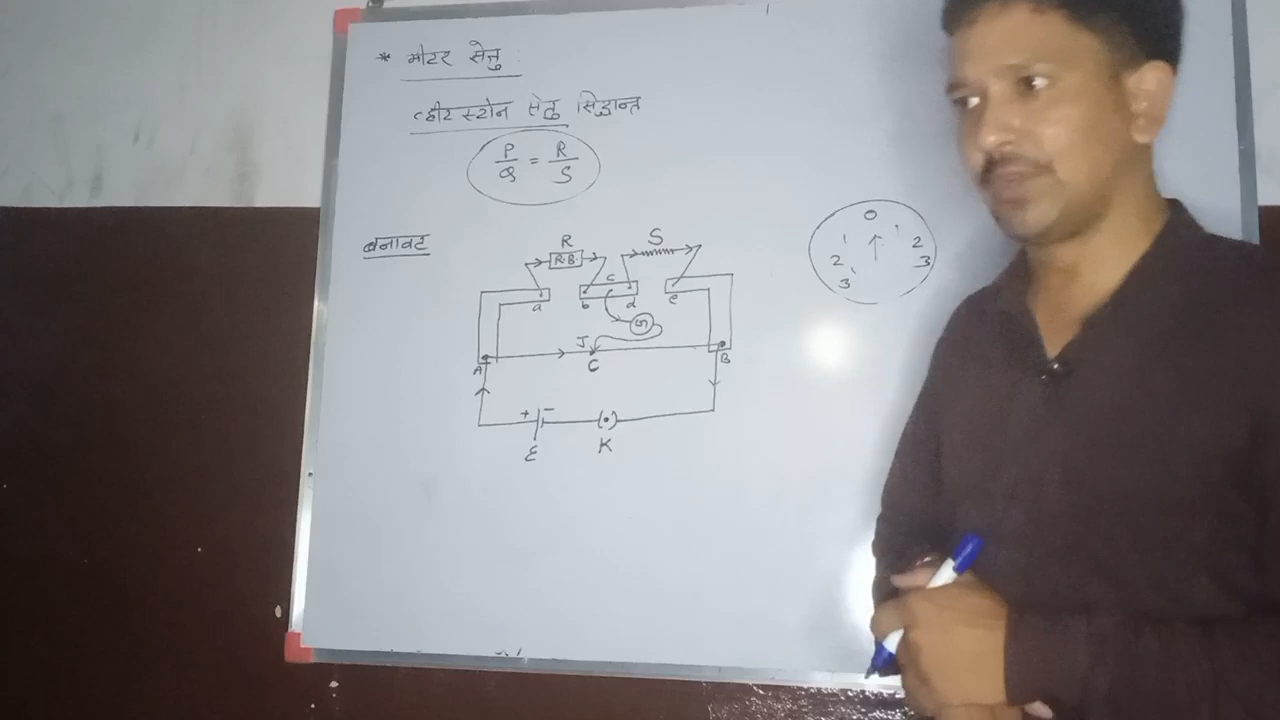 * मीटर सेतु
व्हीटस्टोन सेतु सिद्धान्त
P/Q = R/S
बनावट
R S
R.B.
c
a b d e
G
J
A C B
+ −
E K
0
1 1
2 2
3 3